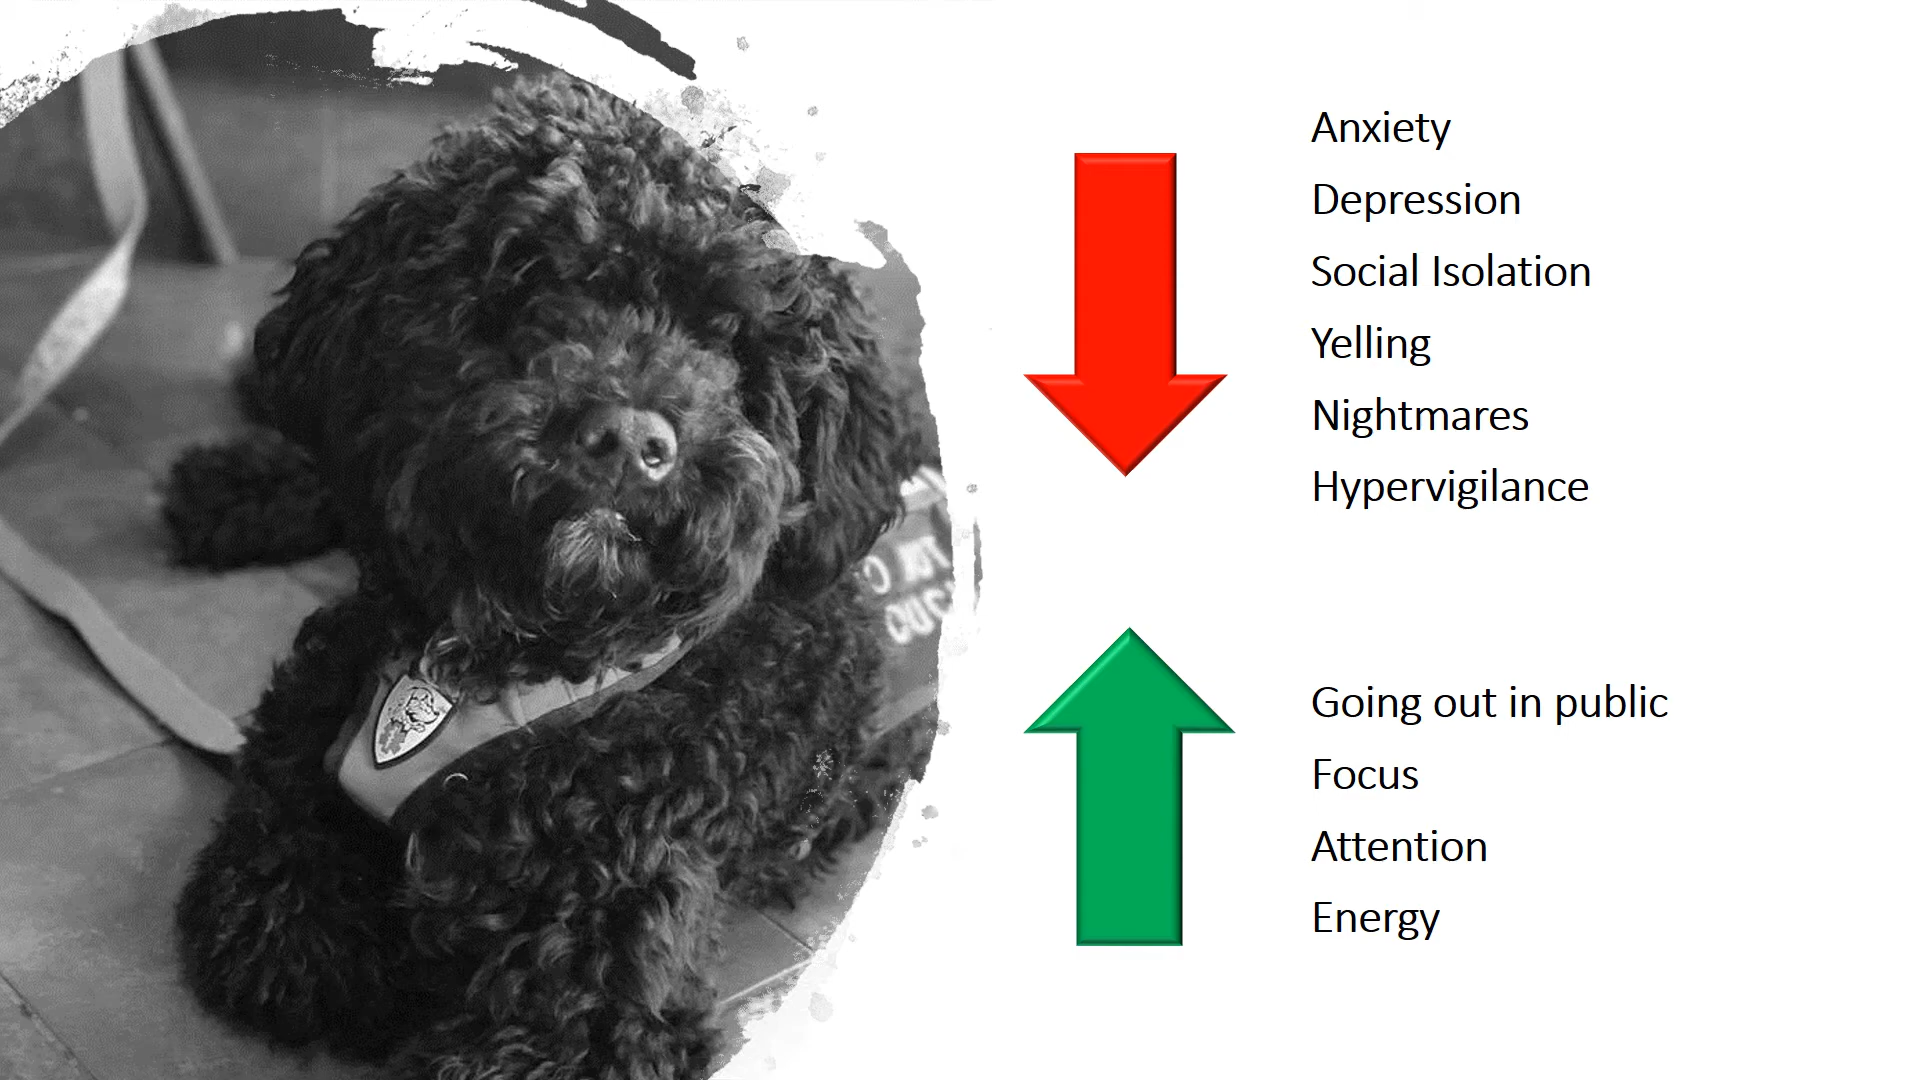 Anxiety
Depression
Social Isolation
Yelling
Nightmares
Hypervigilance
Going out in public
Focus
Attention
Energy